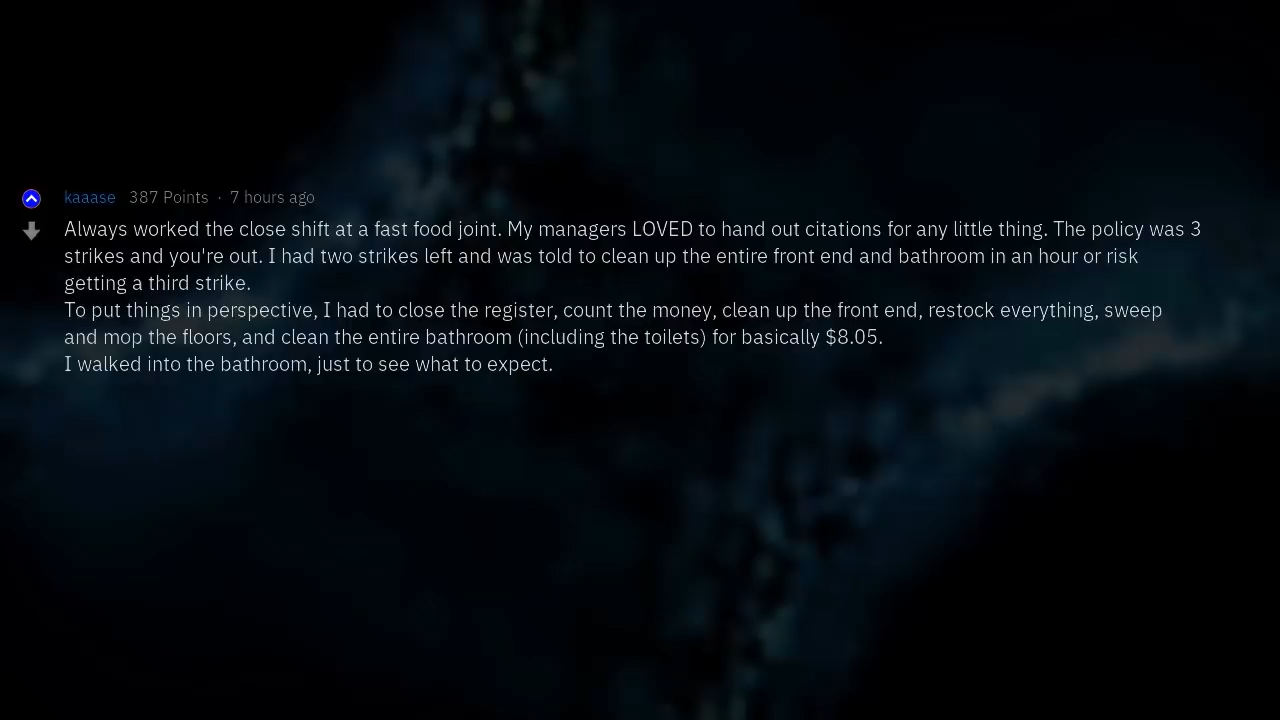 kaaase 387 Points · 7 hours ago
Always worked the close shift at a fast food joint. My managers LOVED to hand out citations for any little thing. The policy was 3
strikes and you're out. I had two strikes left and was told to clean up the entire front end and bathroom in an hour or risk
getting a third strike.
To put things in perspective, I had to close the register, count the money, clean up the front end, restock everything, sweep
and mop the floors, and clean the entire bathroom (including the toilets) for basically $8.05.
I walked into the bathroom, just to see what to expect.